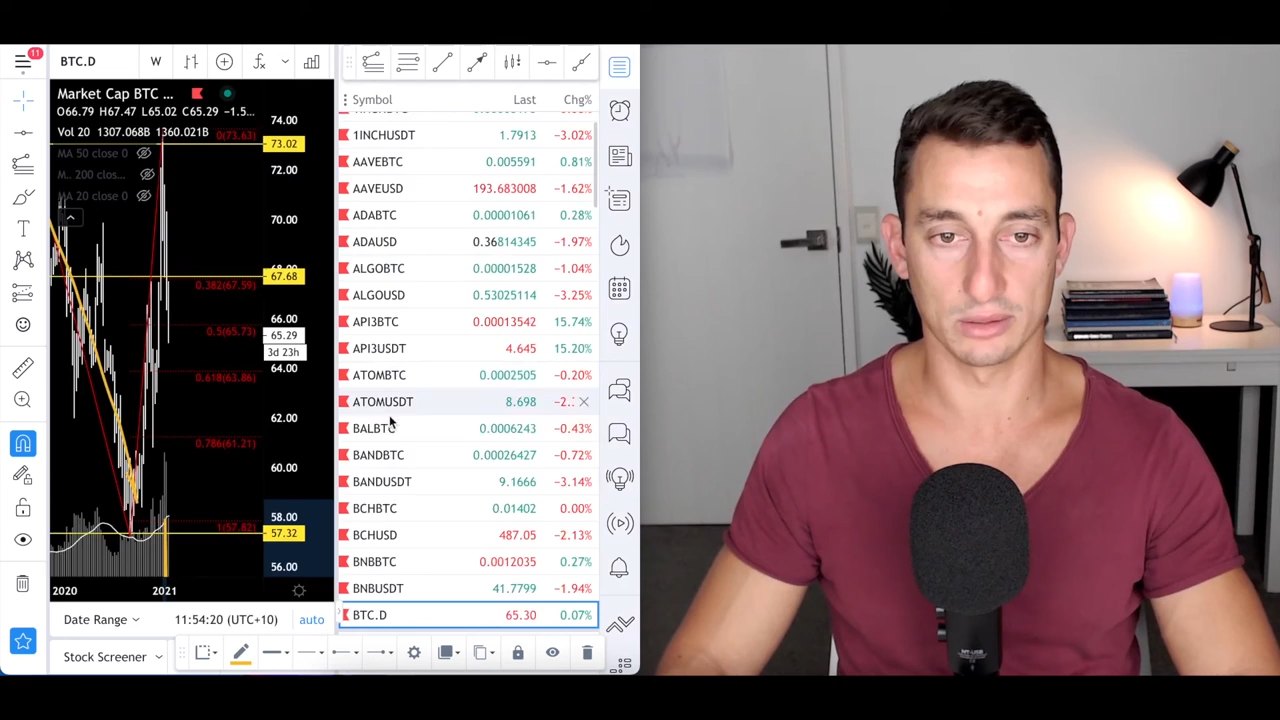 11
BTC.D
W
Market Cap BTC ...
O66.79 H67.47 L65.02 C65.29 −1.5...
Vol 20 1307.068B 1360.021B
MA 50 close 0
M.. 200 clos...
MA 20 close 0
0(73.63)
0.382(67.59)
0.5(65.73)
0.618(63.86)
0.786(61.21)
1(57.82)
74.00
73.02
72.00
70.00
67.68
66.00
65.29
3d 23h
64.00
62.00
60.00
58.00
57.32
56.00
2020 2021
Date Range 11:54:20 (UTC+10) auto
Stock Screener
Symbol Last Chg%
1INCHUSDT 1.7913 −3.02%
AAVEBTC 0.005591 0.81%
AAVEUSD 193.683008 −1.62%
ADABTC 0.00001061 0.28%
ADAUSD 0.36814345 −1.97%
ALGOBTC 0.00001528 −1.04%
ALGOUSD 0.53025114 −3.25%
API3BTC 0.00013542 15.74%
API3USDT 4.645 15.20%
ATOMBTC 0.0002505 −0.20%
ATOMUSDT 8.698 −2.
BALBTC 0.0006243 −0.43%
BANDBTC 0.00026427 −0.72%
BANDUSDT 9.1666 −3.14%
BCHBTC 0.01402 0.00%
BCHUSD 487.05 −2.13%
BNBBTC 0.0012035 0.27%
BNBUSDT 41.7799 −1.94%
BTC.D 65.30 0.07%